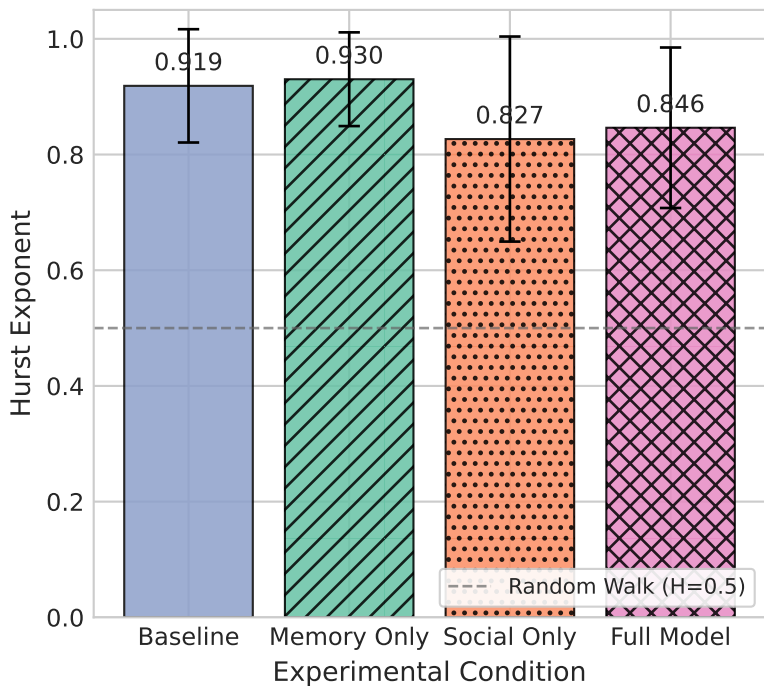 Hurst Exponent
1.0
0.8
0.6
0.4
0.2
0.0
0.919
0.930
0.827
0.846
Random Walk (H=0.5)
Baseline
Memory Only
Social Only
Full Model
Experimental Condition